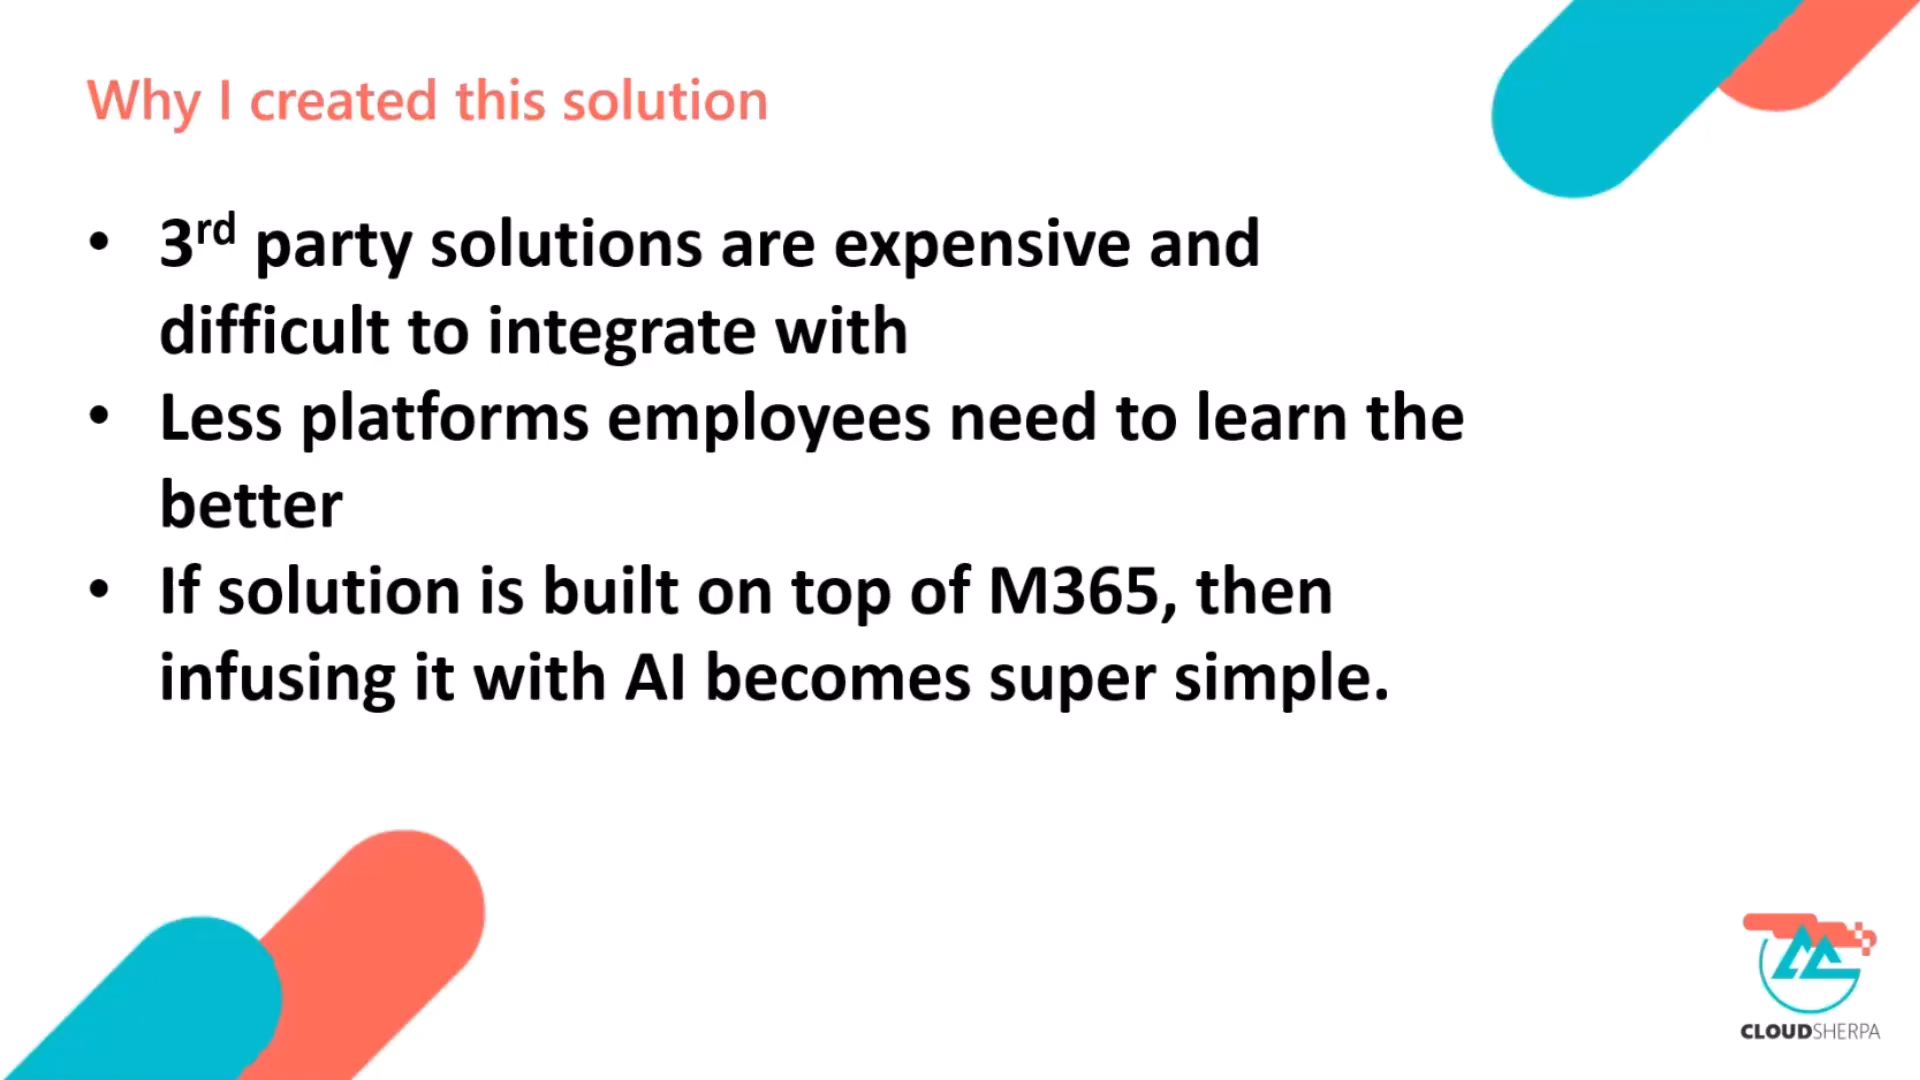 Why I created this solution
• 3rd party solutions are expensive and
difficult to integrate with
• Less platforms employees need to learn the
better
• If solution is built on top of M365, then
infusing it with AI becomes super simple.
CLOUDSHERPA